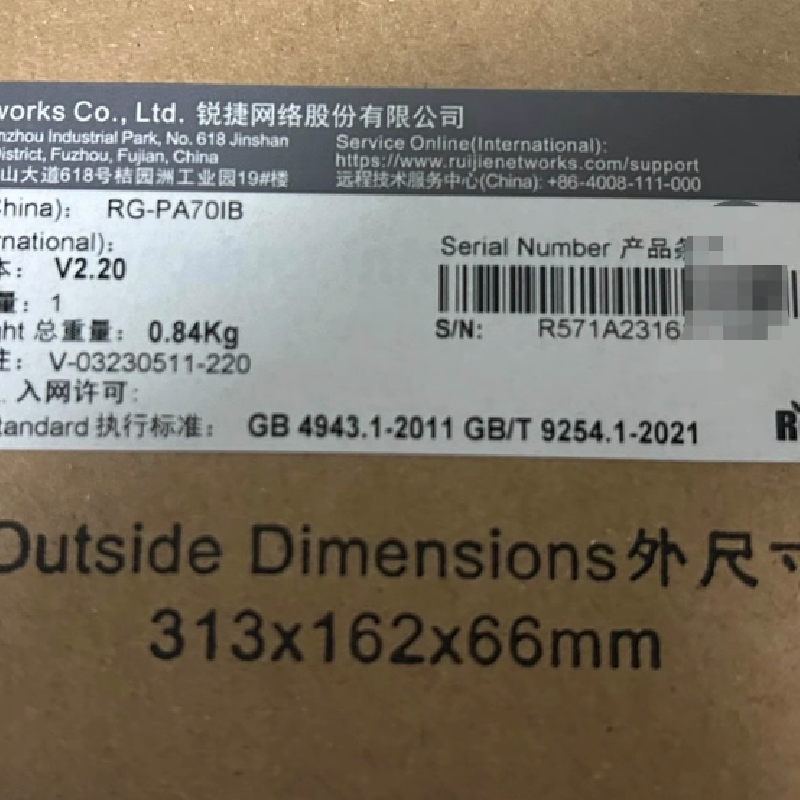 works Co., Ltd. 锐捷网络股份有限公司
nzhou Industrial Park, No. 618 Jinshan
District, Fuzhou, Fujian, China
山大道618号桔园洲工业园19#楼
Service Online(International):
https://www.ruijienetworks.com/support
远程技术服务中心(China): +86-4008-111-000
China): RG-PA70IB
rnational):
本: V2.20
量: 1
ght 总重量: 0.84Kg
注: V-03230511-220
入网许可:
tandard 执行标准: GB 4943.1-2011 GB/T 9254.1-2021
Serial Number 产品条
S/N: R571A2316
R
Outside Dimensions外尺寸
313x162x66mm